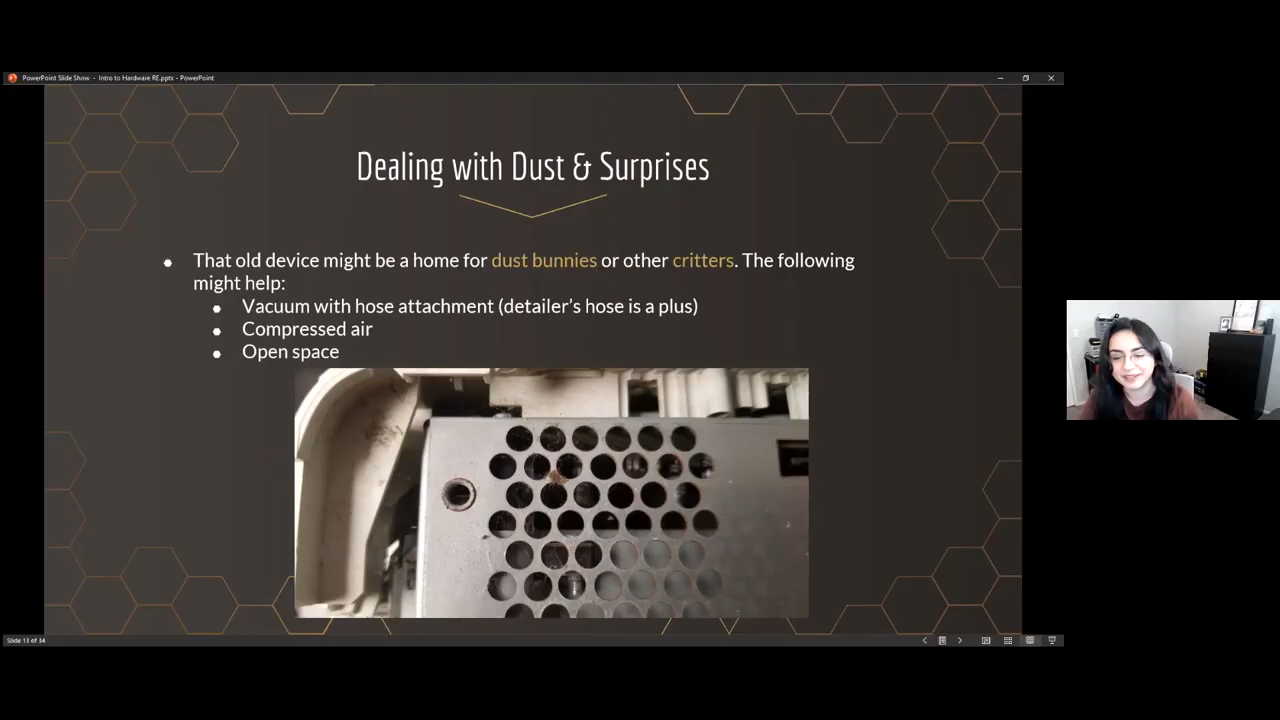 PowerPoint Slide Show - Intro to Hardware RE.pptx - PowerPoint
Dealing with Dust & Surprises
That old device might be a home for dust bunnies or other critters. The following
might help:
Vacuum with hose attachment (detailer's hose is a plus)
Compressed air
Open space
Slide 13 of 34